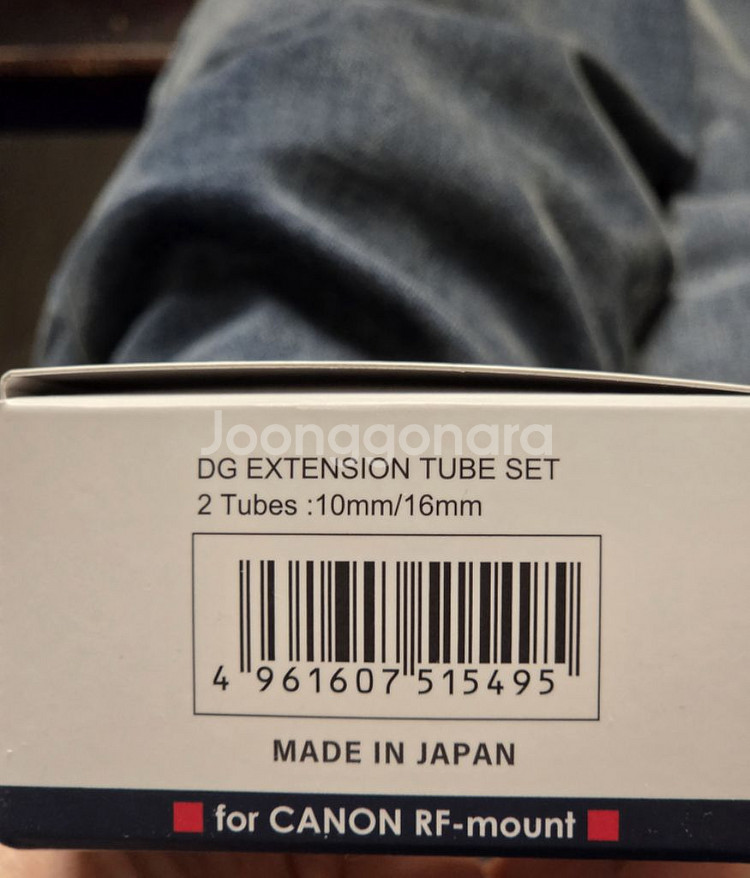 Joonggonara
DG EXTENSION TUBE SET
2 Tubes :10mm/16mm
4 961607 515495
MADE IN JAPAN
for CANON RF-mount